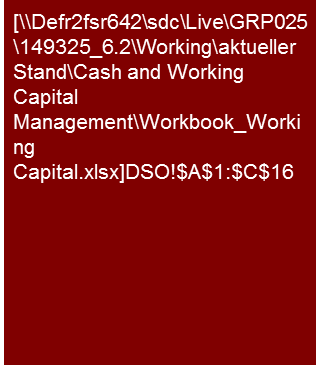 [\\Defr2fsr642\sdc\Live\GRP025
\149325_6.2\Working\aktueller
Stand\Cash and Working
Capital
Management\Workbook_Worki
ng
Capital.xlsx]DSO!$A$1:$C$16